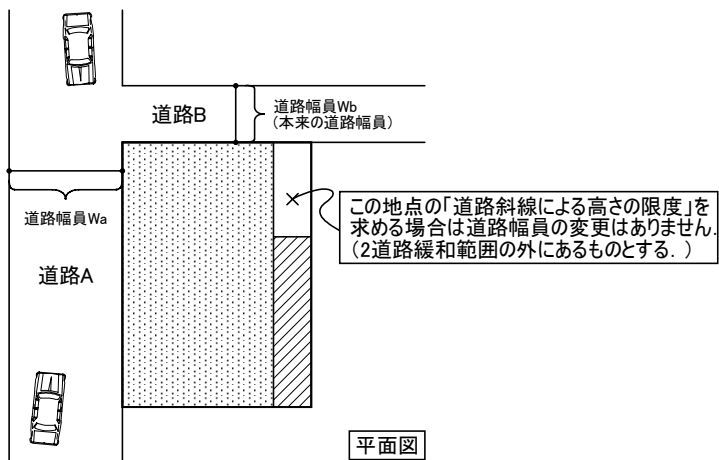 道路B
道路幅員Wb
(本来の道路幅員)
道路幅員Wa
この地点の「道路斜線による高さの限度」を
求める場合は道路幅員の変更はありません.
(2道路緩和範囲の外にあるものとする. )
道路A
平面図